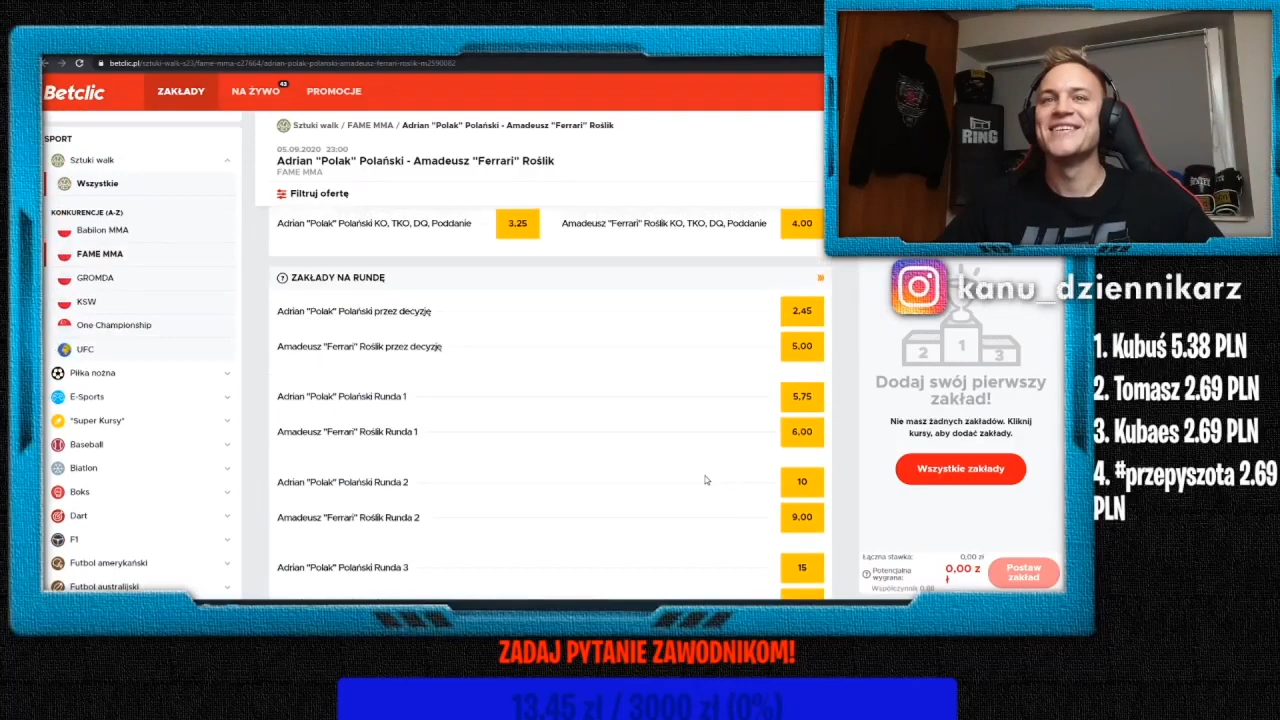 betclic.pl/sztuki-walk-s23/fame-mma-c27664/adrian-polak-polanski-amadeusz-ferrari-roslik-m2590082
Betclic
ZAKŁADY
NA ŻYWO
43
PROMOCJE
SPORT
Sztuki walk
Wszystkie
KONKURENCJE (A-Z)
Babilon MMA
FAME MMA
GROMDA
KSW
One Championship
UFC
Piłka nożna
E-Sports
"Super Kursy"
Baseball
Biatlon
Boks
Dart
F1
Futbol amerykański
Futbol australijski
Sztuki walk / FAME MMA / Adrian "Polak" Polański - Amadeusz "Ferrari" Roślik
05.09.2020 23:00
Adrian "Polak" Polański - Amadeusz "Ferrari" Roślik
FAME MMA
Filtruj ofertę
Adrian "Polak" Polański KO, TKO, DQ, Poddanie 3,25 Amadeusz "Ferrari" Roślik KO, TKO, DQ, Poddanie 4,00
ZAKŁADY NA RUNDĘ
Adrian "Polak" Polański przez decyzję 2,45
Amadeusz "Ferrari" Roślik przez decyzję 5,00
Adrian "Polak" Polański Runda 1 5,75
Amadeusz "Ferrari" Roślik Runda 1 6,00
Adrian "Polak" Polański Runda 2 10
Amadeusz "Ferrari" Roślik Runda 2 9,00
Adrian "Polak" Polański Runda 3 15
RING
UFC
kanu_dziennikarz
2 1 3
Dodaj swój pierwszy
zakład!
Nie masz żadnych zakładów. Kliknij
kursy, aby dodać zakłady.
Wszystkie zakłady
Łączna stawka: 0,00 zł
Potencjalna
wygrana:
0,00 z
ł
Współczynnik 0.88
Postaw
zakład
1. Kubuś 5.38 PLN
2. Tomasz 2.69 PLN
3. Kubaes 2.69 PLN
4. #przepyszota 2.69
PLN
ZADAJ PYTANIE ZAWODNIKOM!
13.45 zł / 3000 zł (0%)